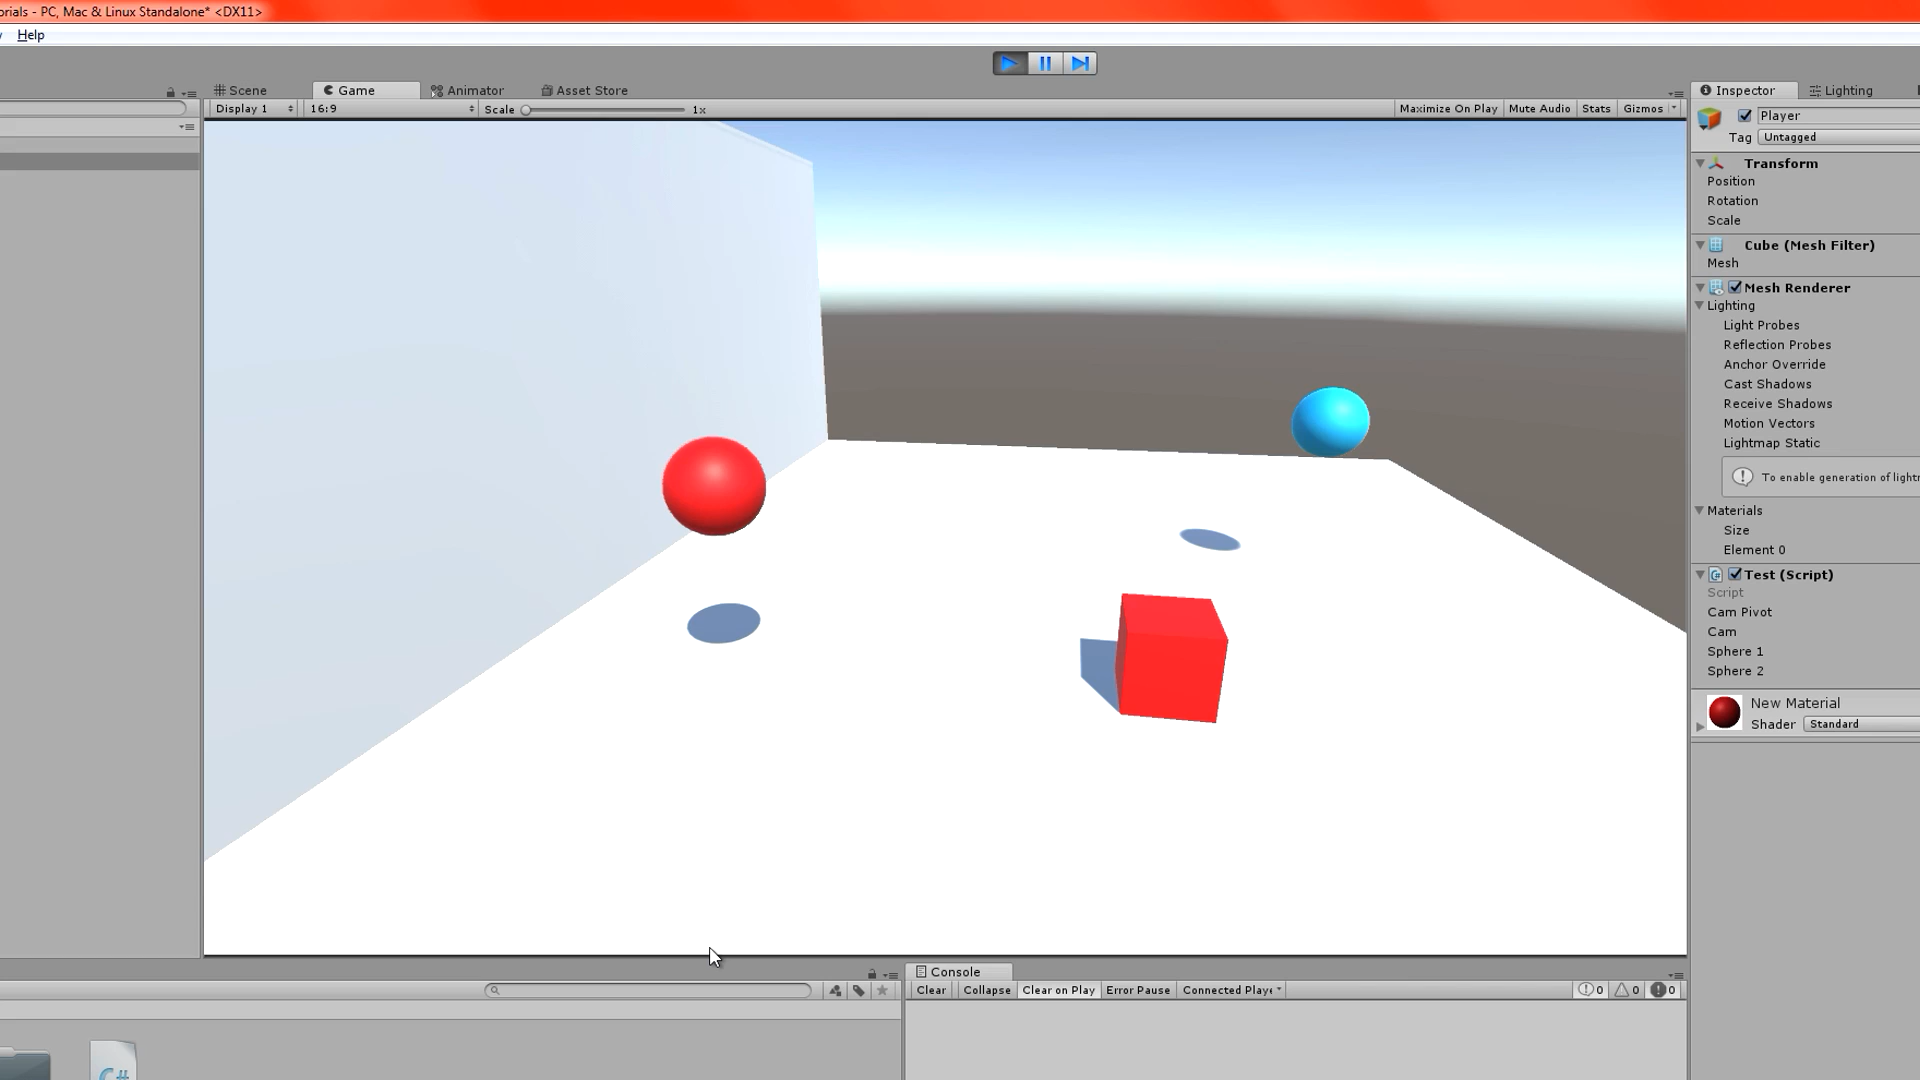 orials - PC, Mac & Linux Standalone* <DX11>
Help
Scene
Game
Animator
Asset Store
Display 1
16:9
Scale
1x
Maximize On Play
Mute Audio
Stats
Gizmos
Inspector
Lighting
Player
Tag
Untagged
Transform
Position
Rotation
Scale
Cube (Mesh Filter)
Mesh
Mesh Renderer
Lighting
Light Probes
Reflection Probes
Anchor Override
Cast Shadows
Receive Shadows
Motion Vectors
Lightmap Static
To enable generation of light
Materials
Size
Element 0
Test (Script)
Script
Cam Pivot
Cam
Sphere 1
Sphere 2
New Material
Shader
Standard
Console
Clear
Collapse
Clear on Play
Error Pause
Connected Playe
0
0
0
C#